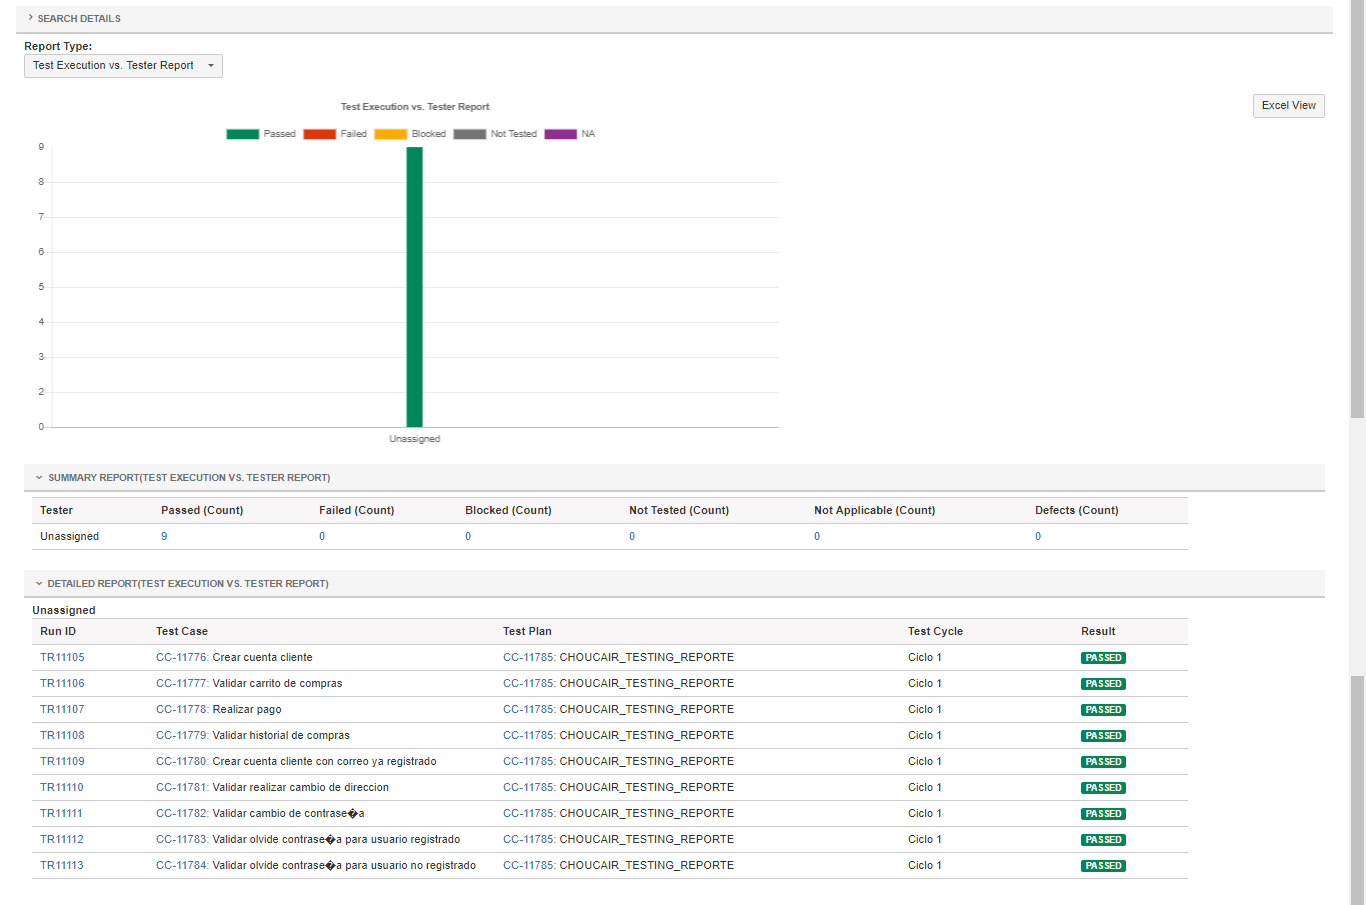 SEARCH DETAILS
Report Type:
Test Execution vs. Tester Report
Excel View
Test Execution vs. Tester Report
Passed Failed Blocked Not Tested NA
9
8
7
6
5
4
3
2
0
Unassigned
SUMMARY REPORT(TEST EXECUTION VS. TESTER REPORT)
Tester Passed (Count) Failed (Count) Blocked (Count) Not Tested (Count) Not Applicable (Count) Defects (Count)
Unassigned 9 0 0 0 0 0
DETAILED REPORT(TEST EXECUTION VS. TESTER REPORT)
Unassigned
Run ID Test Case Test Plan Test Cycle Result
TR11105 CC-11776: Crear cuenta cliente CC-11785: CHOUCAIR_TESTING_REPORTE Ciclo 1 PASSED
TR11106 CC-11777: Validar carrito de compras CC-11785: CHOUCAIR_TESTING_REPORTE Ciclo 1 PASSED
TR11107 CC-11778: Realizar pago CC-11785: CHOUCAIR_TESTING_REPORTE Ciclo 1 PASSED
TR11108 CC-11779: Validar historial de compras CC-11785: CHOUCAIR_TESTING_REPORTE Ciclo 1 PASSED
TR11109 CC-11780: Crear cuenta cliente con correo ya registrado CC-11785: CHOUCAIR_TESTING_REPORTE Ciclo 1 PASSED
TR11110 CC-11781: Validar realizar cambio de direccion CC-11785: CHOUCAIR_TESTING_REPORTE Ciclo 1 PASSED
TR11111 CC-11782: Validar cambio de contrase�a CC-11785: CHOUCAIR_TESTING_REPORTE Ciclo 1 PASSED
TR11112 CC-11783: Validar olvide contrase�a para usuario registrado CC-11785: CHOUCAIR_TESTING_REPORTE Ciclo 1 PASSED
TR11113 CC-11784: Validar olvide contrase�a para usuario no registrado CC-11785: CHOUCAIR_TESTING_REPORTE Ciclo 1 PASSED